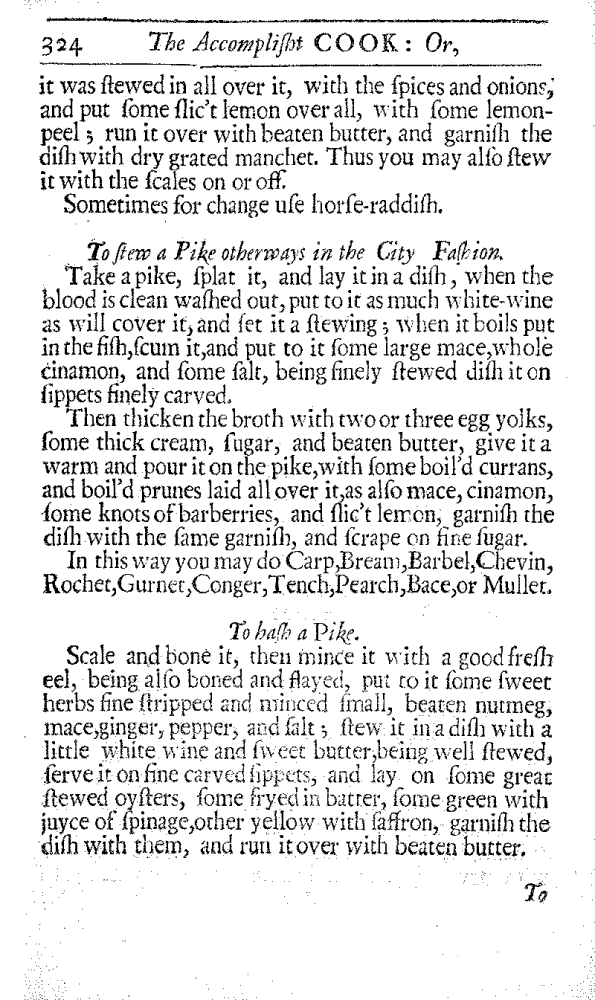 324 The Accompliſht COOK: Or,
it was ſtewed in all over it, with the ſpices and onions,
and put ſome ſlic't lemon over all, with ſome lemon-
peel; run it over with beaten butter, and garniſh the
diſh with dry grated manchet. Thus you may alſo ſtew
it with the ſcales on or off.
Sometimes for change uſe horſe-raddiſh.
To ſtew a Pike otherways in the City Faſhion.
Take a pike, ſplat it, and lay it in a diſh, when the
blood is clean waſhed out, put to it as much white-wine
as will cover it, and ſet it a ſtewing; when it boils put
in the fiſh, ſcum it, and put to it ſome large mace, whole
cinamon, and ſome ſalt, being finely ſtewed diſh it on
ſippets finely carved.
Then thicken the broth with two or three egg yolks,
ſome thick cream, ſugar, and beaten butter, give it a
warm and pour it on the pike, with ſome boil'd currans,
and boil'd prunes laid all over it, as alſo mace, cinamon,
ſome knots of barberries, and ſlic't lemon, garniſh the
diſh with the ſame garniſh, and ſcrape on fine ſugar.
In this way you may do Carp, Bream, Barbel, Chevin,
Rochet, Gurnet, Conger, Tench, Pearch, Bace, or Mullet.
To haſh a Pike.
Scale and bone it, then mince it with a good freſh
eel, being alſo boned and flayed, put to it ſome ſweet
herbs fine ſtripped and minced ſmall, beaten nutmeg,
mace, ginger, pepper, and ſalt; ſtew it in a diſh with a
little white wine and ſweet butter, being well ſtewed,
ſerve it on fine carved ſippets, and lay on ſome great
ſtewed oyſters, ſome fryed in batter, ſome green with
juyce of ſpinage, other yellow with ſaffron, garniſh the
diſh with them, and run it over with beaten butter.
To